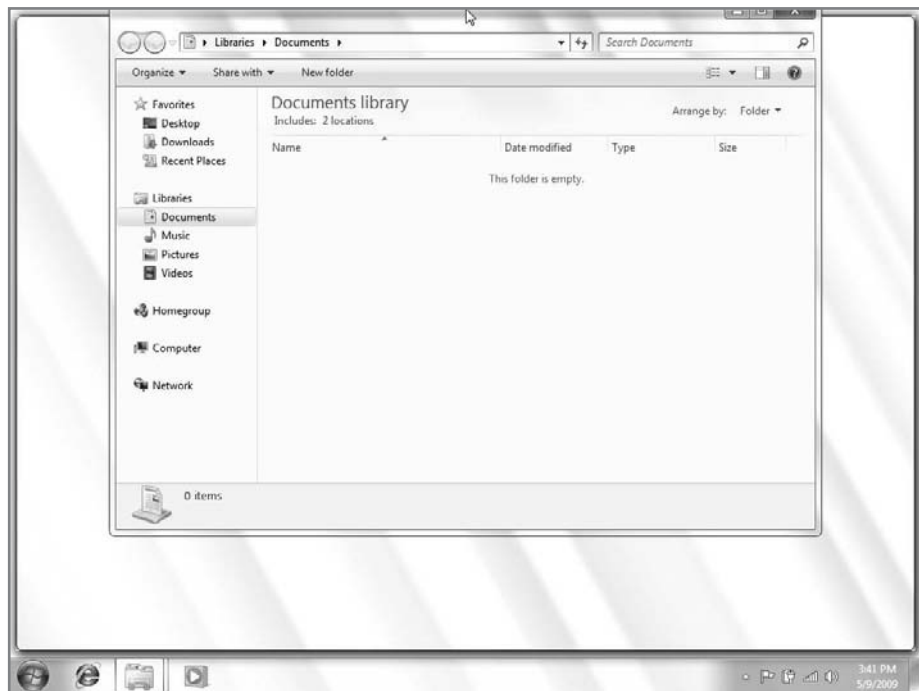 Libraries Documents
Search Documents
Organize Share with New folder
Favorites
Desktop
Downloads
Recent Places
Libraries
Documents
Music
Pictures
Videos
Homegroup
Computer
Network
Documents library
Includes: 2 locations
Arrange by: Folder
Name Date modified Type Size
This folder is empty.
0 items
3:41 PM
5/9/2009